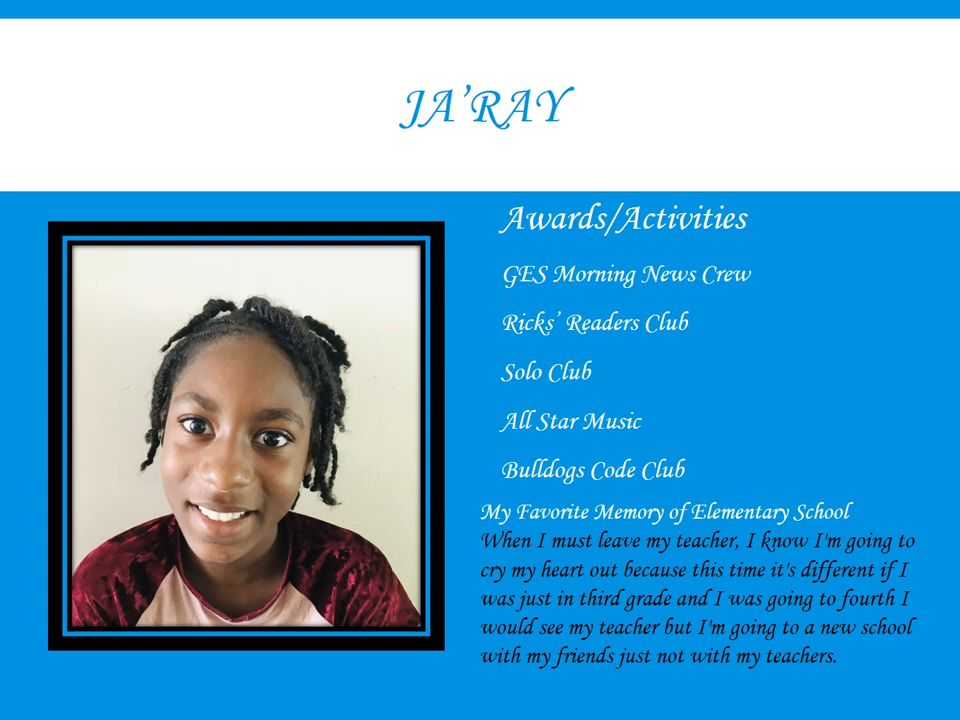 JA’RAY
Awards/Activities
GES Morning News Crew
Ricks’ Readers Club
Solo Club
All Star Music
Bulldogs Code Club
My Favorite Memory of Elementary School
When I must leave my teacher, I know I'm going to
cry my heart out because this time it's different if I
was just in third grade and I was going to fourth I
would see my teacher but I'm going to a new school
with my friends just not with my teachers.